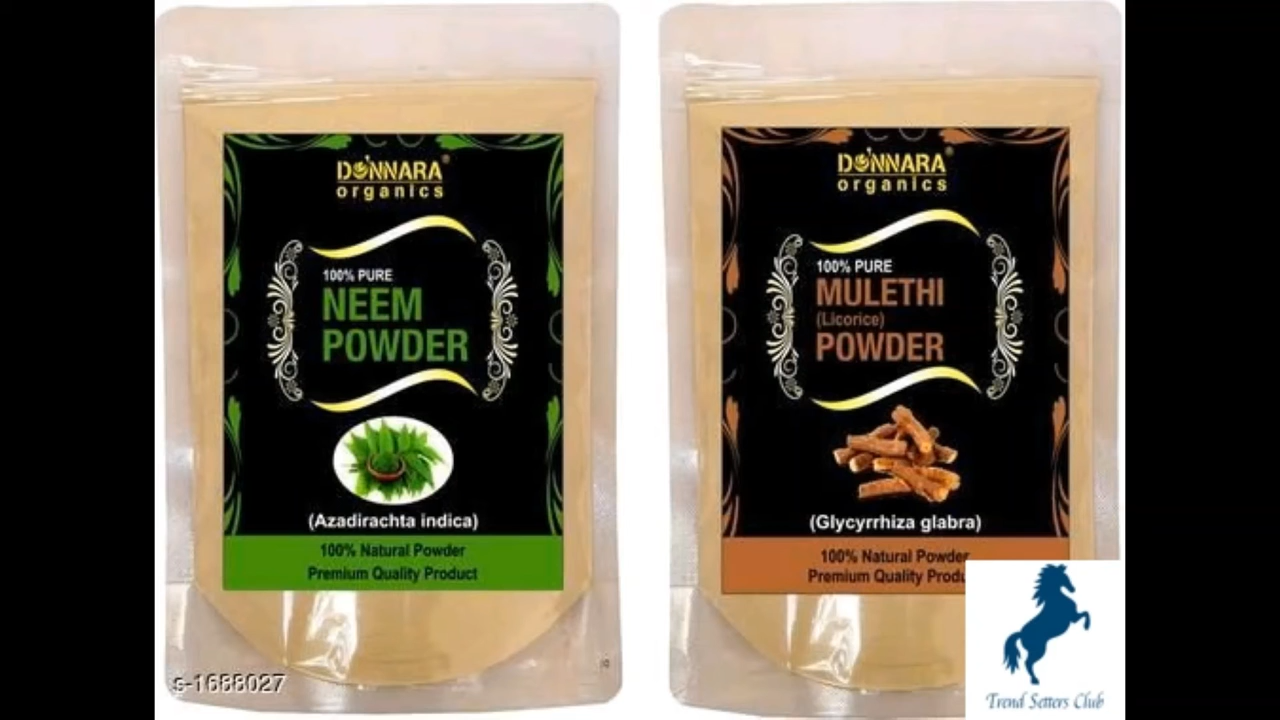 DONNARA®
organics
100% PURE
NEEM
POWDER
(Azadirachta indica)
100% Natural Powder
Premium Quality Product
s-1688027
DONNARA®
organics
100% PURE
MULETHI
(Licorice)
POWDER
(Glycyrrhiza glabra)
100% Natural Powder
Premium Quality
Trend Setters Club